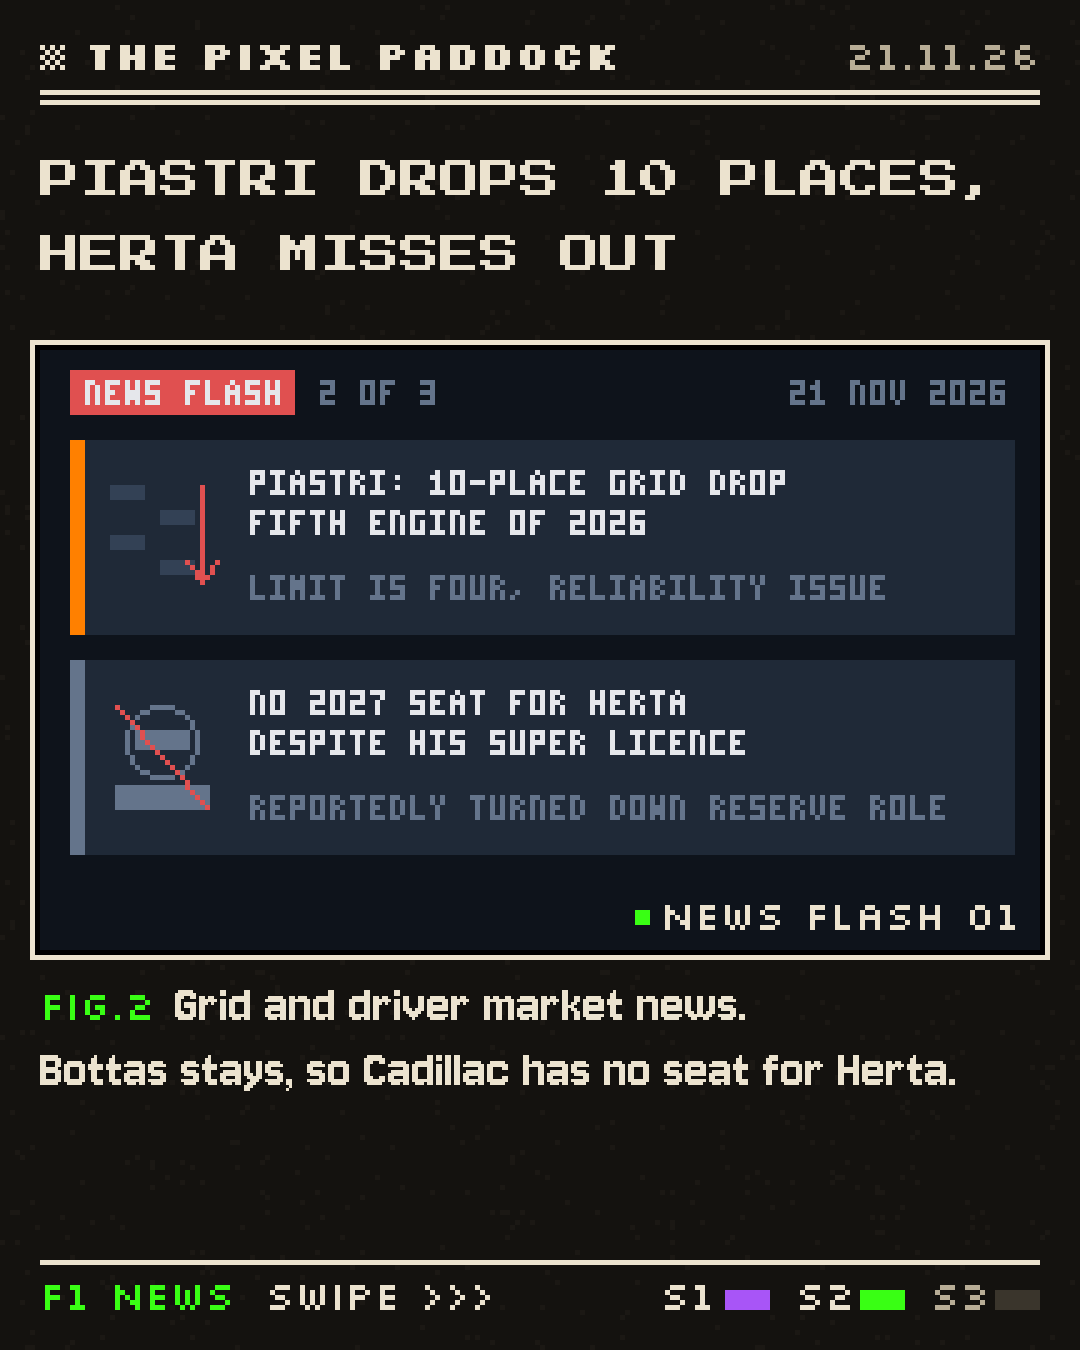 THE PIXEL PADDOCK 21.11.26
PIASTRI DROPS 10 PLACES,
HERTA MISSES OUT
NEWS FLASH 2 OF 3 21 NOV 2026
PIASTRI: 10-PLACE GRID DROP
FIFTH ENGINE OF 2026
LIMIT IS FOUR, RELIABILITY ISSUE
NO 2027 SEAT FOR HERTA
DESPITE HIS SUPER LICENCE
REPORTEDLY TURNED DOWN RESERVE ROLE
NEWS FLASH 01
FIG.2 Grid and driver market news.
Bottas stays, so Cadillac has no seat for Herta.
F1 NEWS SWIPE >>> S1 S2 S3